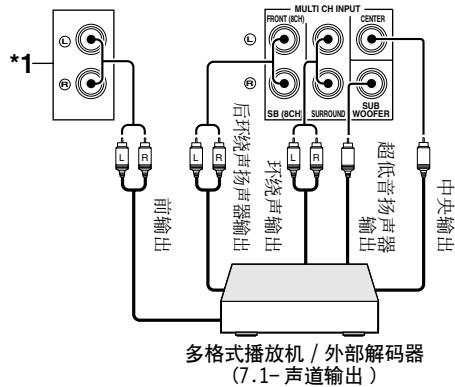 MULTI CH INPUT
FRONT (8CH)
CENTER
L
L
*1
R
R
SB (8CH)
SURROUND
SUB
WOOFER
L
R
L
R
L
R
前输出
后环绕声扬声器输出
环绕声输出
超低音扬声器
输出
中央输出
多格式播放机 / 外部解码器
(7.1– 声道输出 )